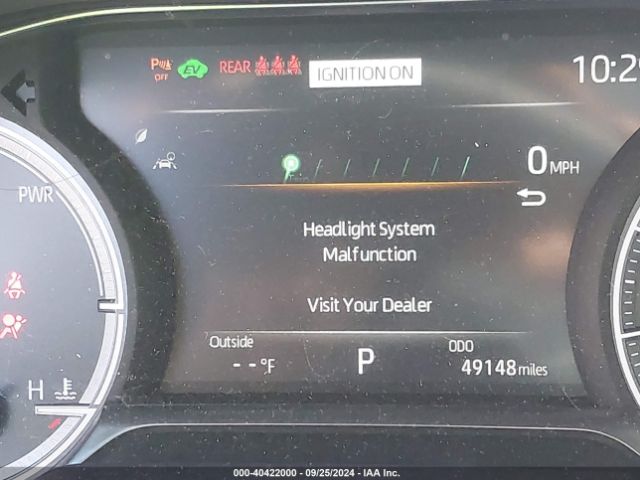 P
OFF
EV
REAR
IGNITION ON
10:29
0 MPH
PWR
Headlight System
Malfunction
Visit Your Dealer
Outside
- - °F
P
ODO
49148 miles
H
000-40422000 - 09/25/2024 - IAA Inc.